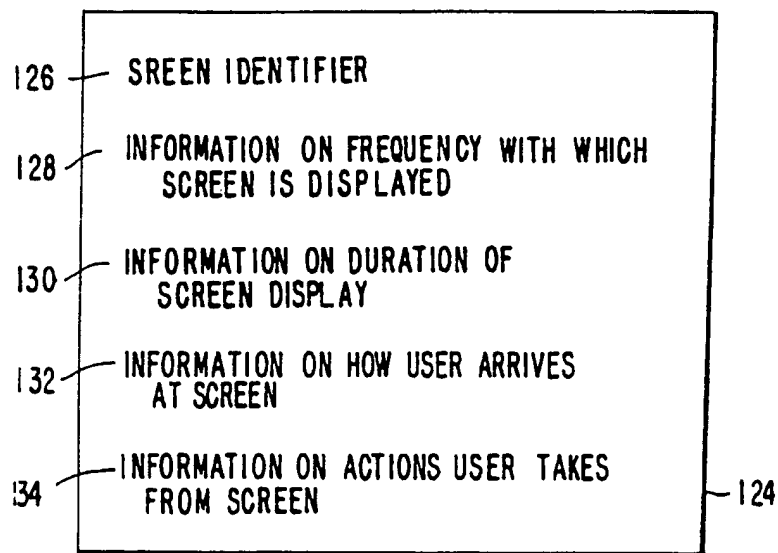 126 SREEN IDENTIFIER
128 INFORMATION ON FREQUENCY WITH WHICH
SCREEN IS DISPLAYED
130 INFORMATION ON DURATION OF
SCREEN DISPLAY
132 INFORMATION ON HOW USER ARRIVES
AT SCREEN
134 INFORMATION ON ACTIONS USER TAKES
FROM SCREEN
124